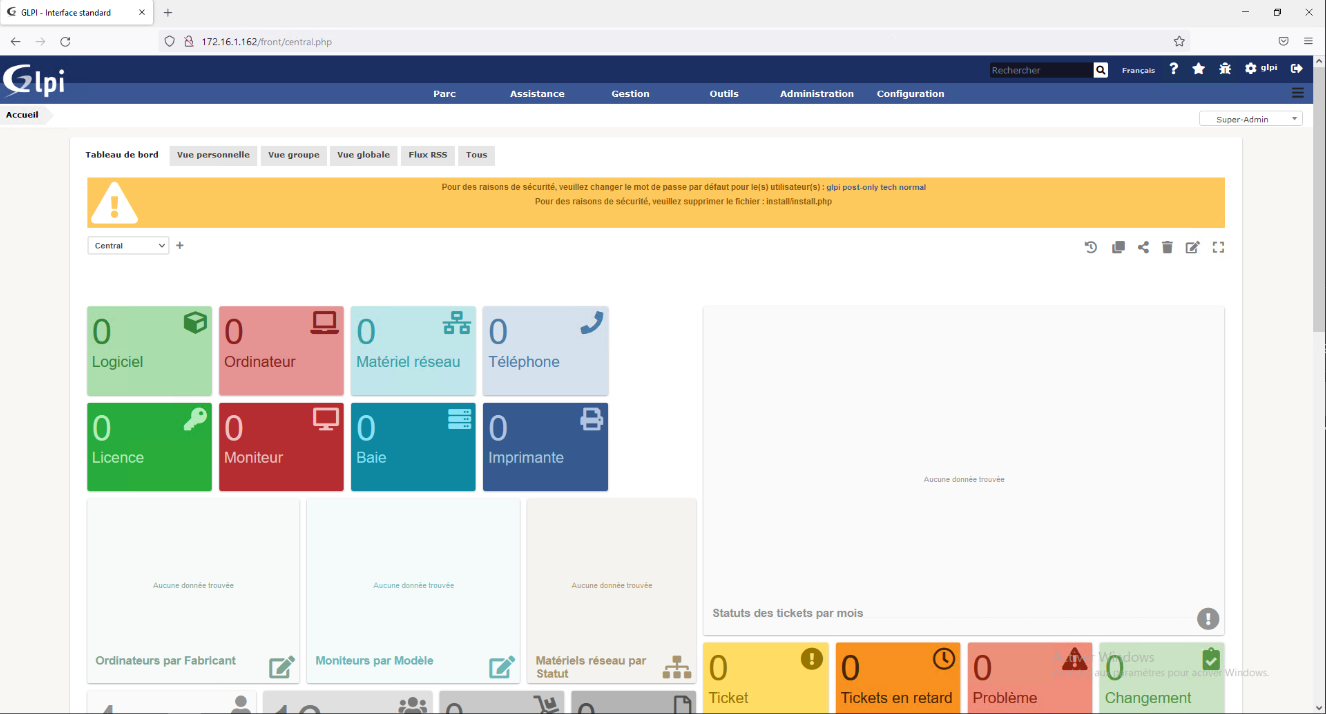 GLPI - Interface standard
172.16.1.162/front/central.php
Glpi
Rechercher
Français
glpi
Parc
Assistance
Gestion
Outils
Administration
Configuration
Accueil
Super-Admin
Tableau de bord
Vue personnelle
Vue groupe
Vue globale
Flux RSS
Tous
Pour des raisons de sécurité, veuillez changer le mot de passe par défaut pour le(s) utilisateur(s) : glpi post-only tech normal
Pour des raisons de sécurité, veuillez supprimer le fichier : install/install.php
Central
0
Logiciel
0
Ordinateur
0
Matériel réseau
0
Téléphone
0
Licence
0
Moniteur
0
Baie
0
Imprimante
Aucune donnée trouvée
Statuts des tickets par mois
Aucune donnée trouvée
Ordinateurs par Fabricant
Aucune donnée trouvée
Moniteurs par Modèle
Aucune donnée trouvée
Matériels réseau par
Statut
0
Ticket
0
Tickets en retard
0
Problème
0
Changement
Windows
paramètres pour activer Windows.